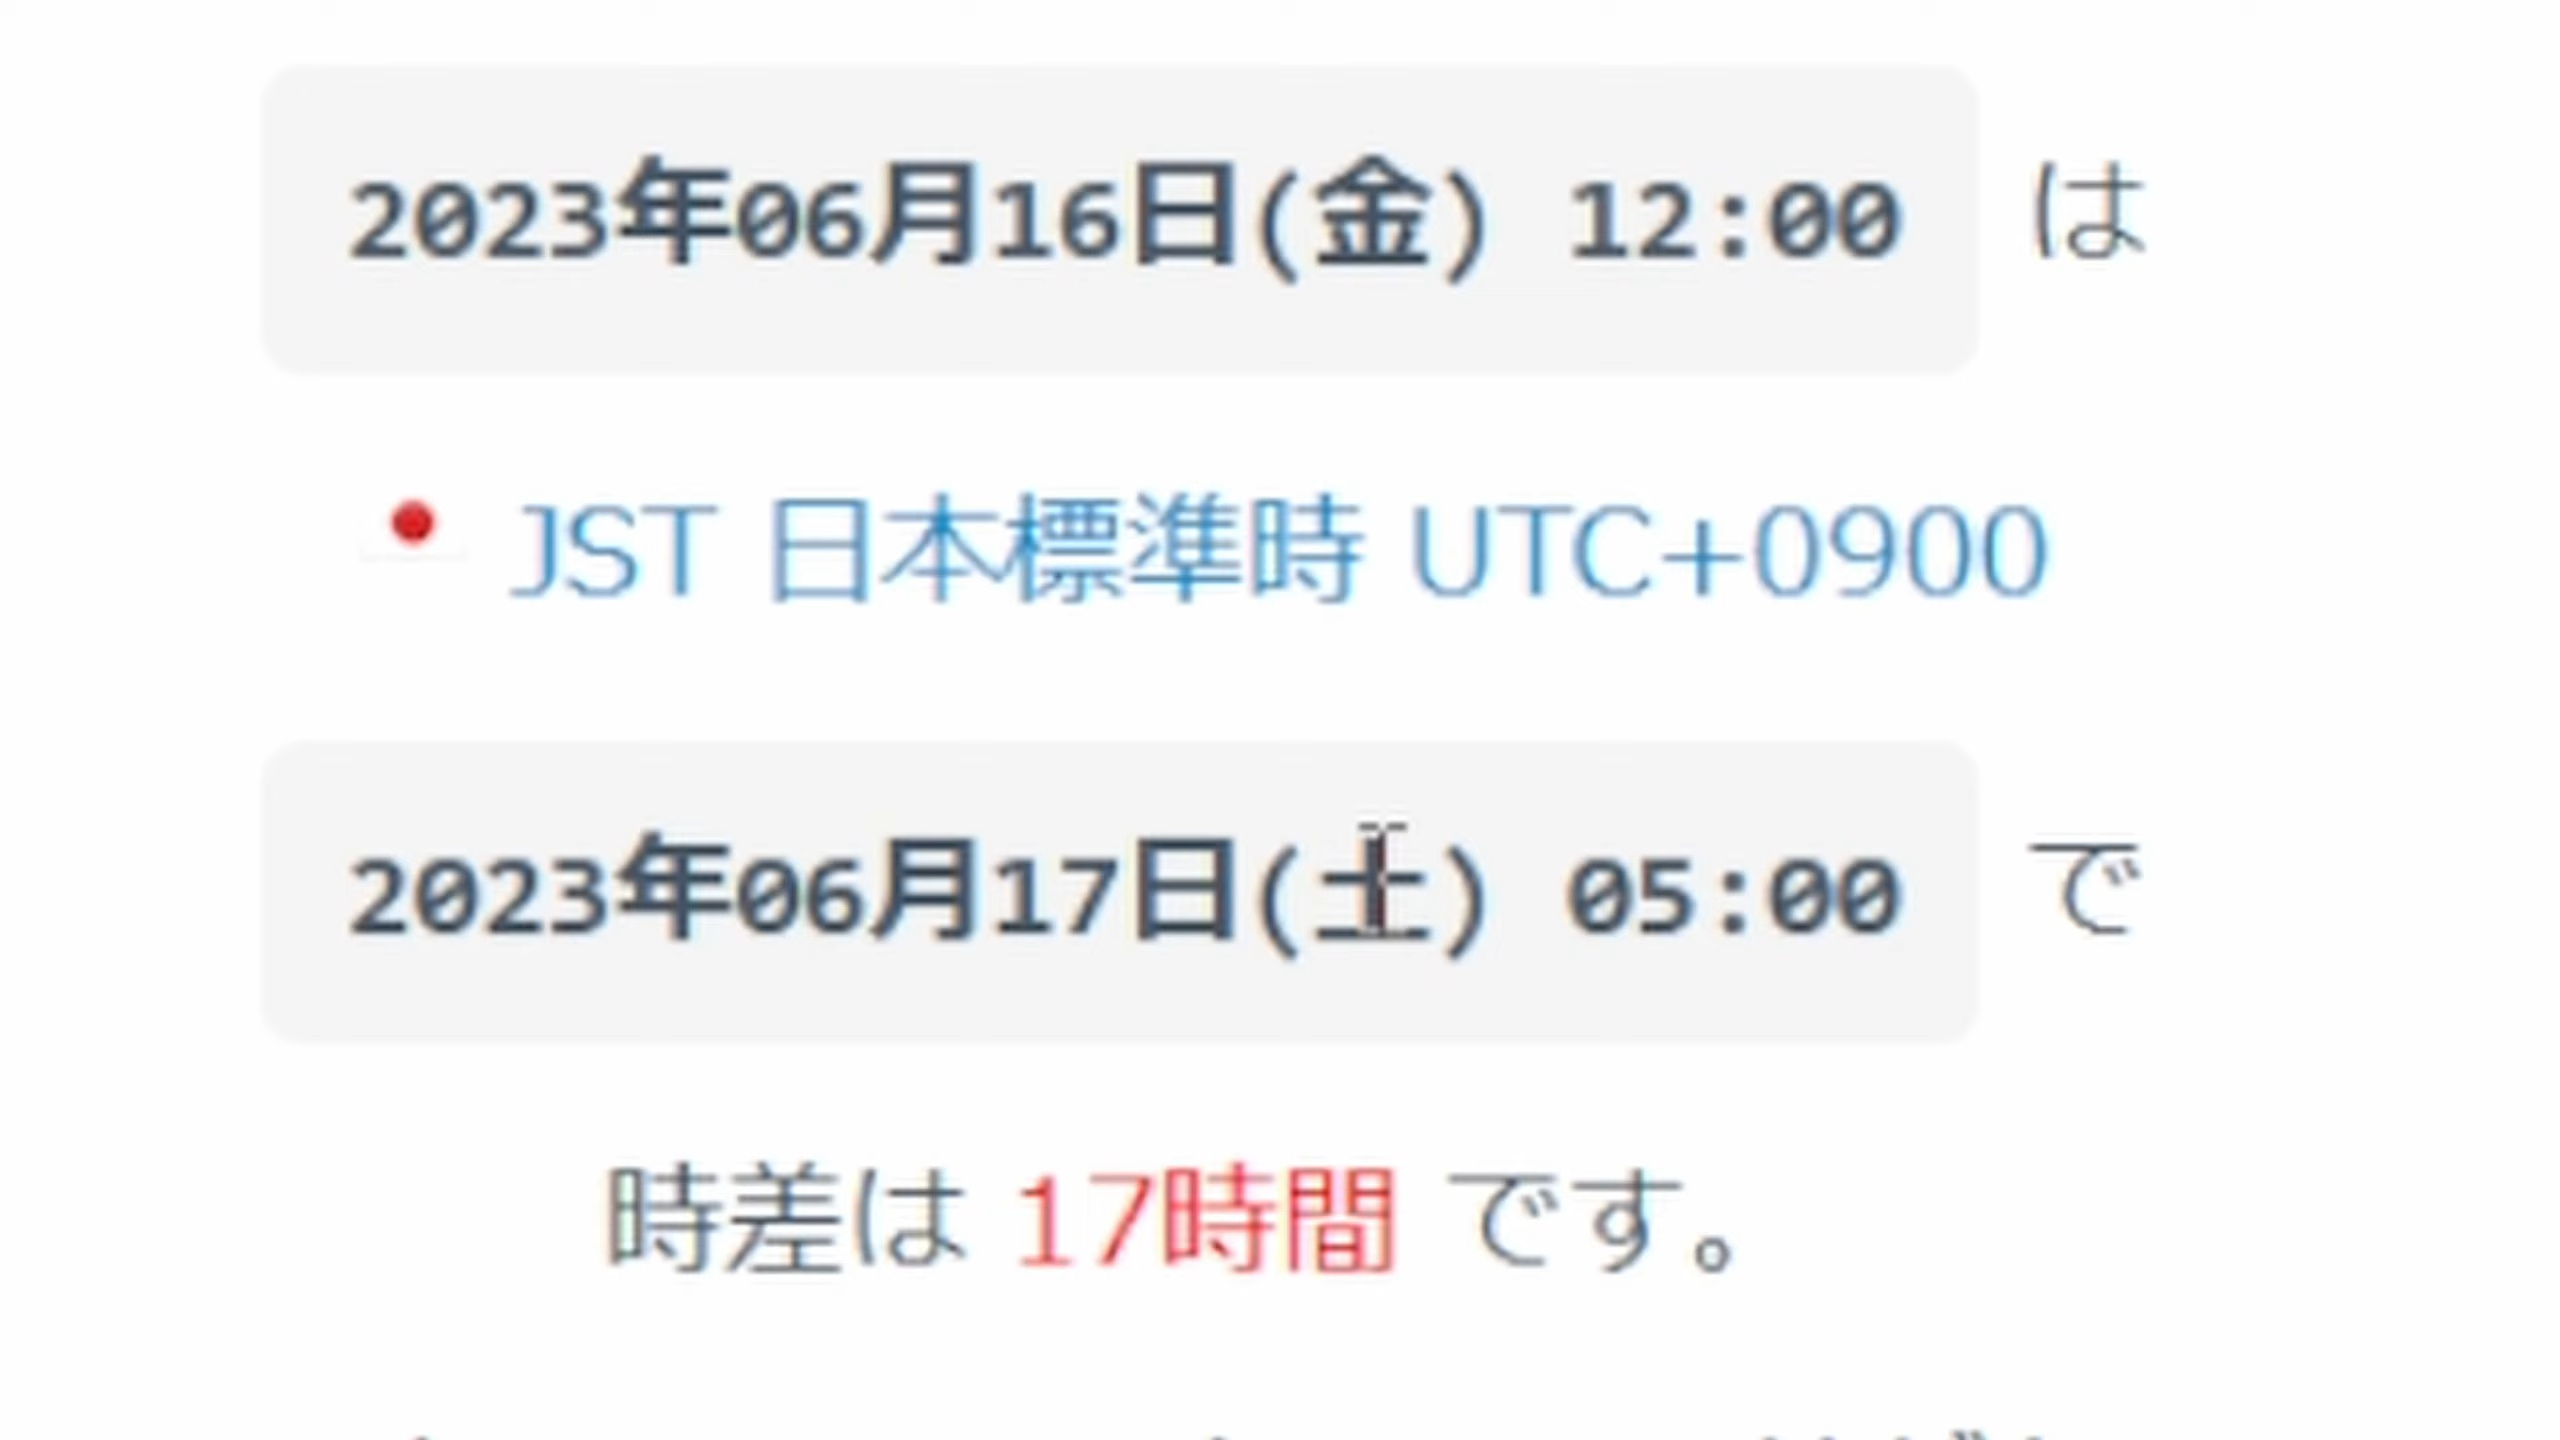 2023年06月16日(金) 12:00 は
JST 日本標準時 UTC+0900
2023年06月17日(土) 05:00 で
時差は 17時間 です。